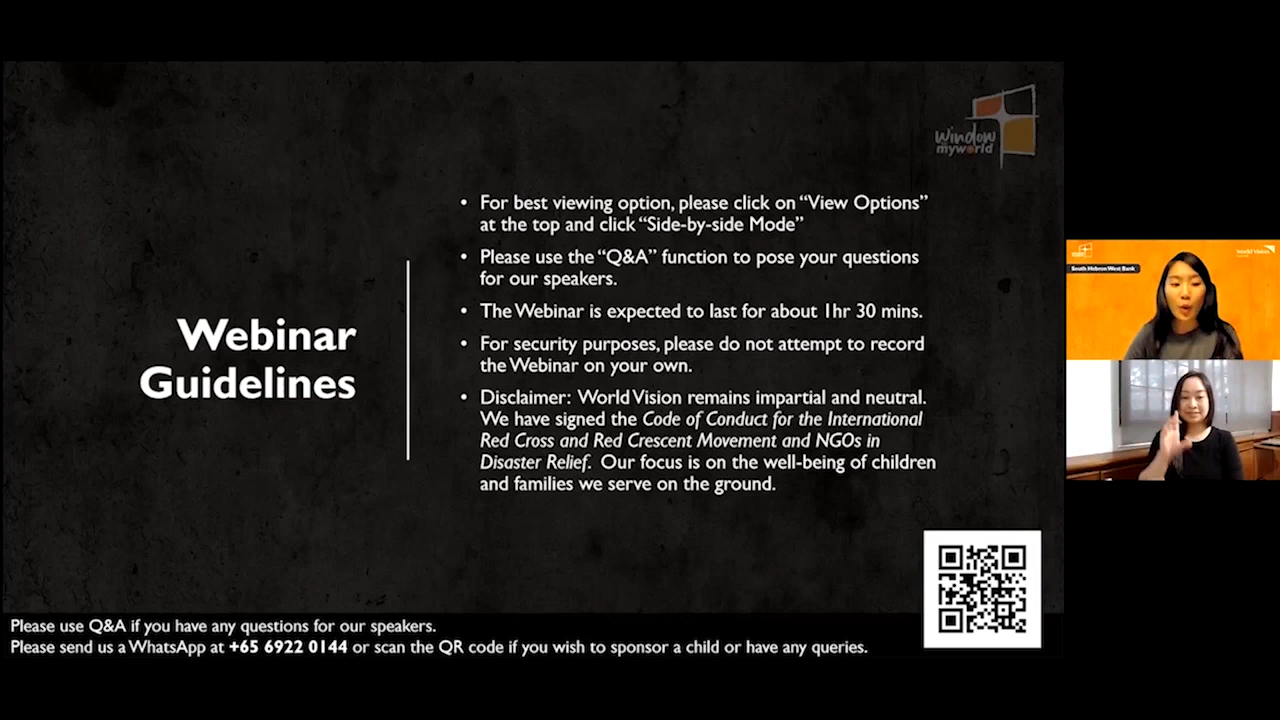 Window
myworld
Webinar
Guidelines
• For best viewing option, please click on “View Options”
at the top and click “Side-by-side Mode”
• Please use the “Q&A” function to pose your questions
for our speakers.
• The Webinar is expected to last for about 1hr 30 mins.
• For security purposes, please do not attempt to record
the Webinar on your own.
• Disclaimer: World Vision remains impartial and neutral.
We have signed the Code of Conduct for the International
Red Cross and Red Crescent Movement and NGOs in
Disaster Relief. Our focus is on the well-being of children
and families we serve on the ground.
World Vision
South Hebron West Bank
Please use Q&A if you have any questions for our speakers.
Please send us a WhatsApp at +65 6922 0144 or scan the QR code if you wish to sponsor a child or have any queries.